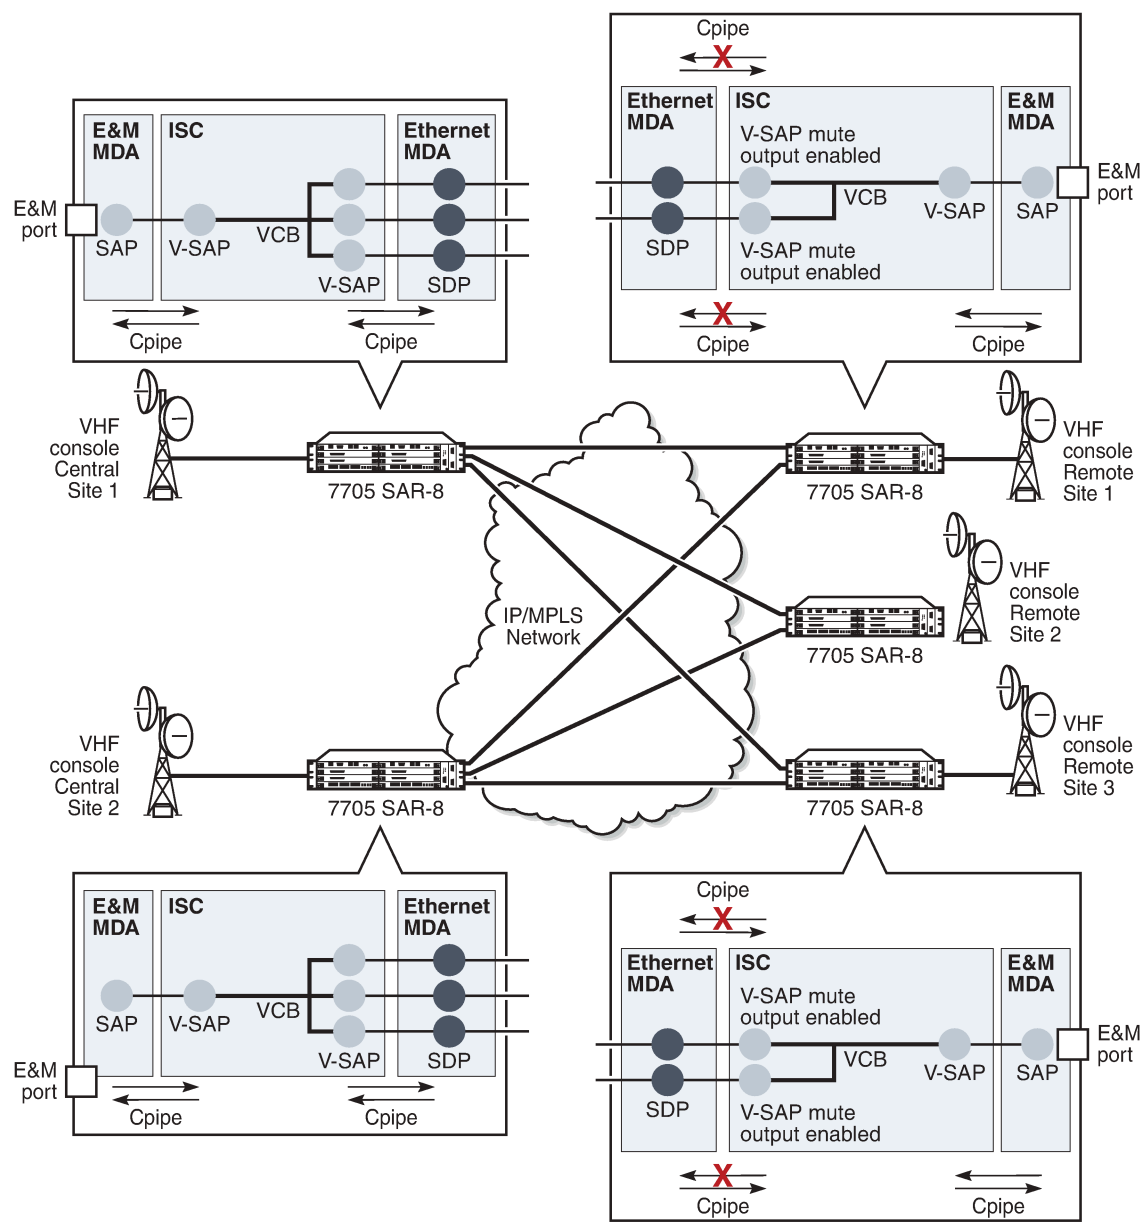 E&M
MDA
ISC
Ethernet
MDA
E&M
port
SAP
V-SAP
VCB
V-SAP
SDP
Cpipe
Cpipe
Cpipe
X
Ethernet
MDA
ISC
E&M
MDA
V-SAP mute
output enabled
VCB
V-SAP
SAP
E&M
port
SDP
V-SAP mute
output enabled
X
Cpipe
Cpipe
VHF
console
Central
Site 1
7705 SAR-8
7705 SAR-8
VHF
console
Remote
Site 1
IP/MPLS
Network
7705 SAR-8
VHF
console
Remote
Site 2
VHF
console
Central
Site 2
7705 SAR-8
7705 SAR-8
VHF
console
Remote
Site 3
E&M
MDA
ISC
Ethernet
MDA
SAP
V-SAP
VCB
V-SAP
SDP
E&M
port
Cpipe
Cpipe
Cpipe
X
Ethernet
MDA
ISC
E&M
MDA
V-SAP mute
output enabled
VCB
V-SAP
SAP
E&M
port
SDP
V-SAP mute
output enabled
X
Cpipe
Cpipe